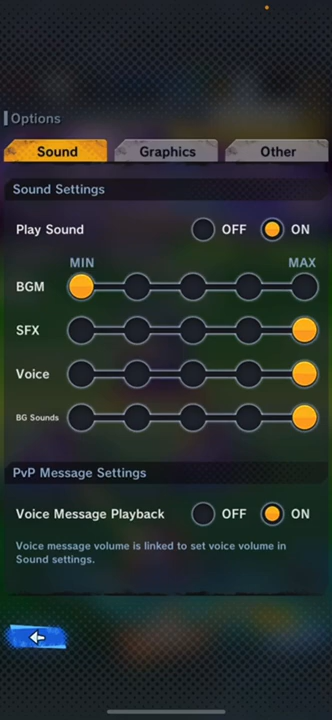 Options
Sound
Graphics
Other
Sound Settings
Play Sound OFF ON
MIN MAX
BGM
SFX
Voice
BG Sounds
PvP Message Settings
Voice Message Playback OFF ON
Voice message volume is linked to set voice volume in
Sound settings.